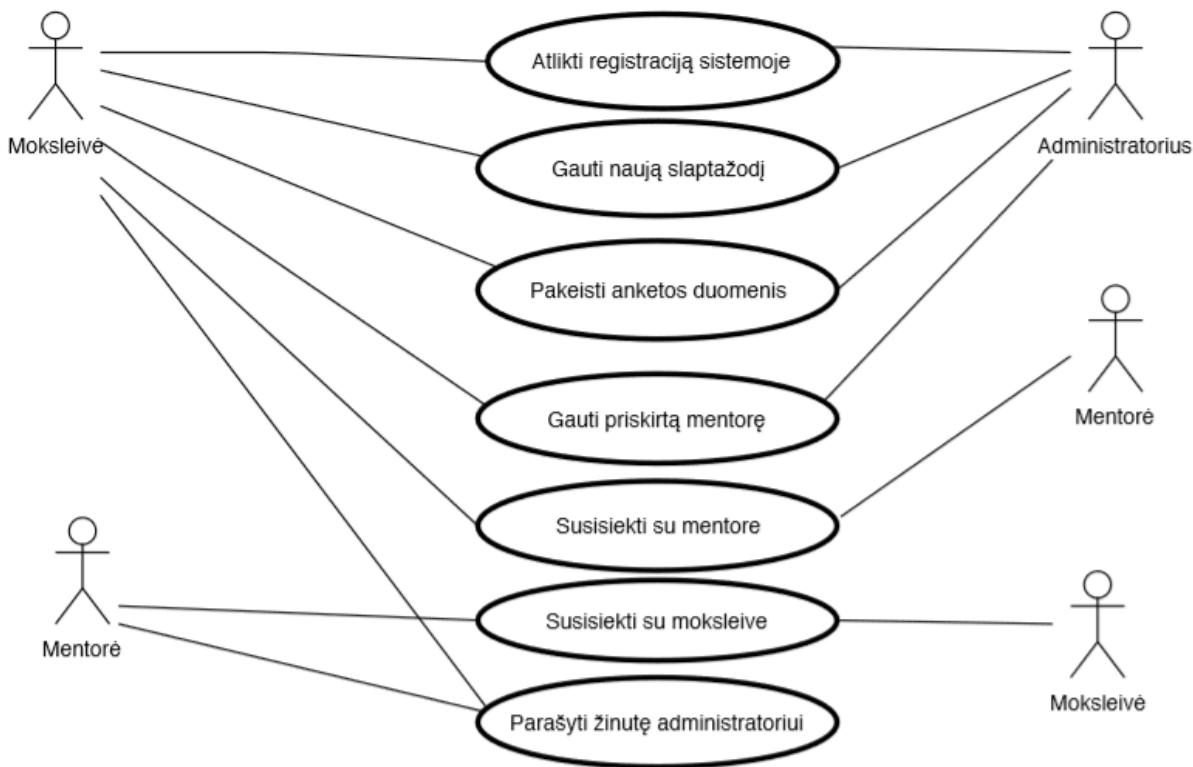 Atlikti registraciją sistemoje
Moksleivė
Administratorius
Gauti naują slaptažodį
Pakeisti anketos duomenis
Gauti priskirtą mentorę
Mentorė
Susisiekti su mentore
Susisiekti su moksleive
Mentorė
Moksleivė
Parašyti žinutę administratoriui